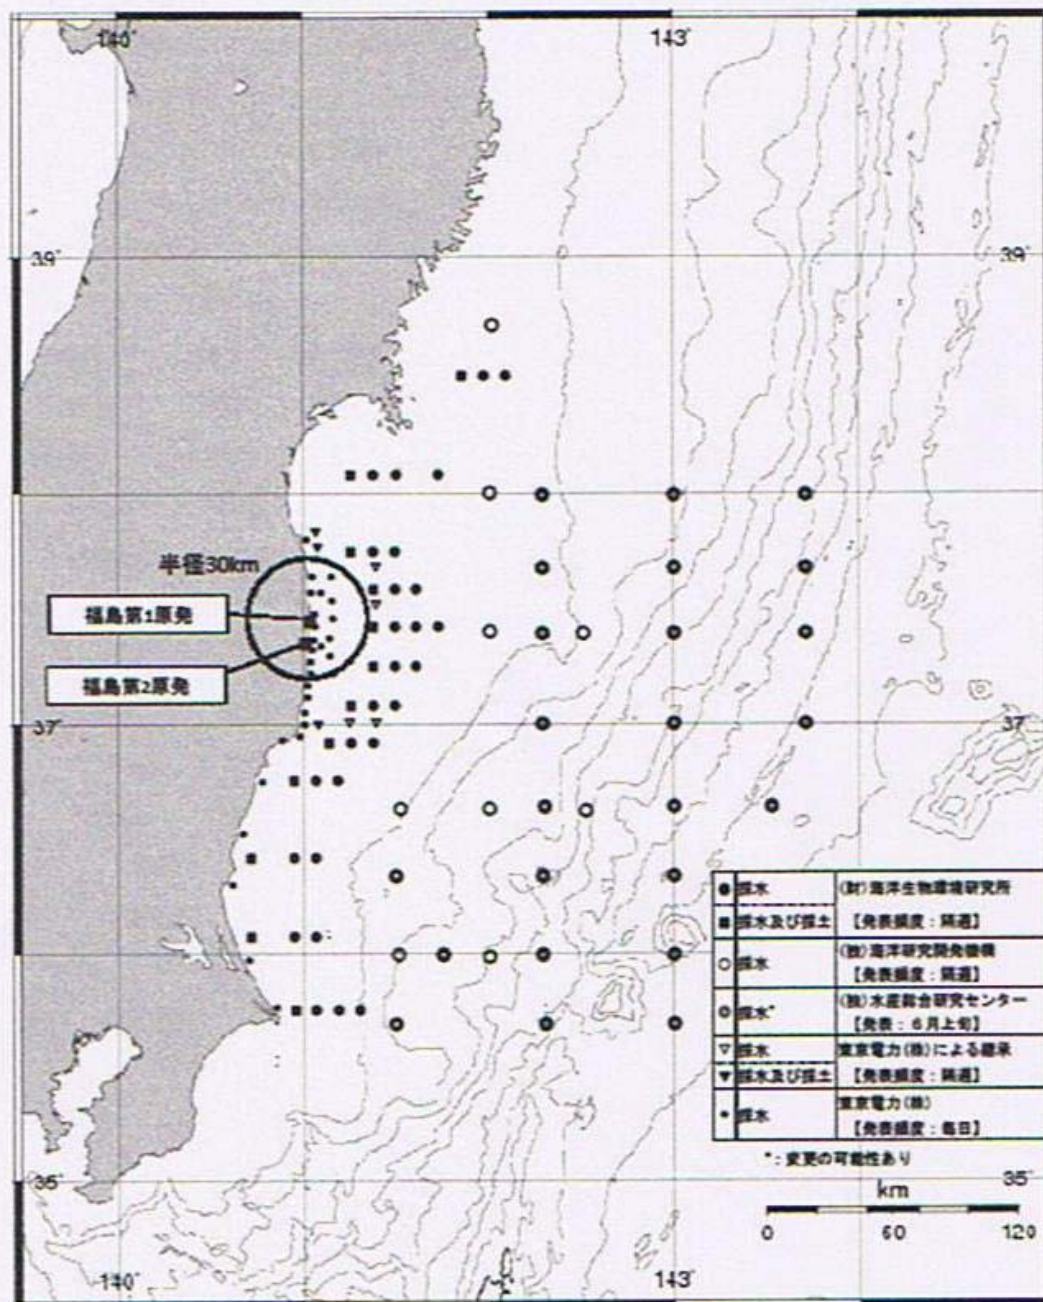 140°
143°
39°
39°
半径30km
福島第1原発
福島第2原発
37°
37°
採水
(財)海洋生物環境研究所
採水及び採土
【発表頻度：隔週】
採水
(独)海洋研究開発機構
【発表頻度：隔週】
採水*
(独)水産総合研究センター
【発表：6月上旬】
採水
東京電力(株)による継承
採水及び採土
【発表頻度：隔週】
採水
東京電力(株)
【発表頻度：毎日】
*：変更の可能性あり
35°
35°
km
0 60 120
140°
143°